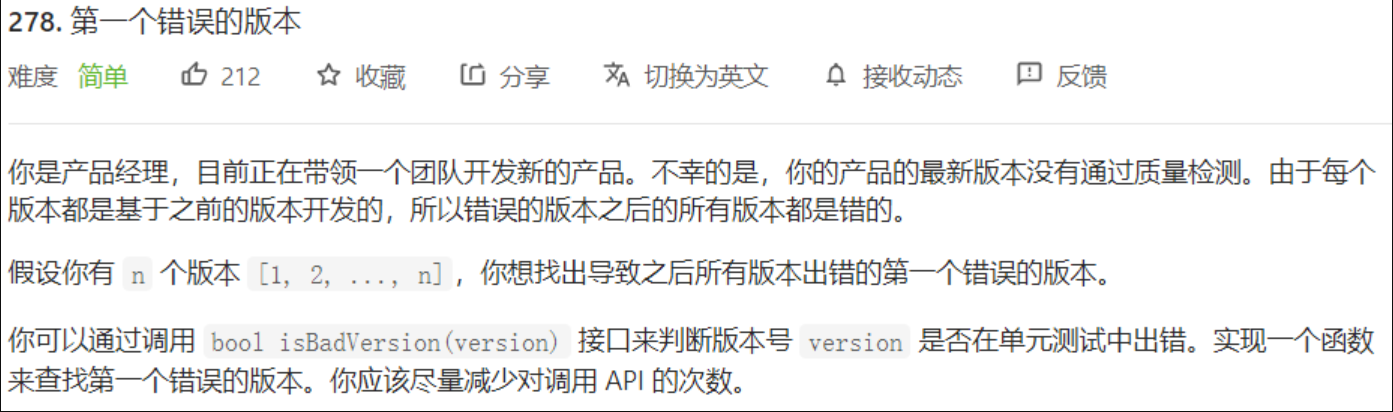 278. 第一个错误的版本
难度 简单 212 收藏 分享 切换为英文 接收动态 反馈
你是产品经理，目前正在带领一个团队开发新的产品。不幸的是，你的产品的最新版本没有通过质量检测。由于每个
版本都是基于之前的版本开发的，所以错误的版本之后的所有版本都是错的。
假设你有 n 个版本 [1, 2, ..., n]，你想找出导致之后所有版本出错的第一个错误的版本。
你可以通过调用 bool isBadVersion(version) 接口来判断版本号 version 是否在单元测试中出错。实现一个函数
来查找第一个错误的版本。你应该尽量减少对调用 API 的次数。